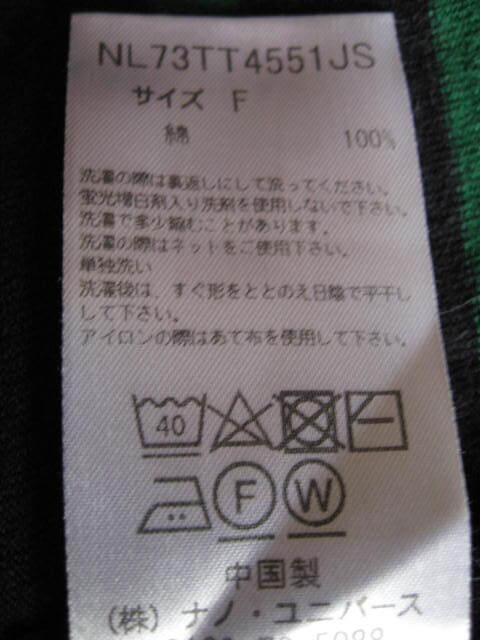 NL73TT4551JS
サイズ F
綿 100%
洗濯の際は裏返しにして洗ってください。
蛍光増白剤入り洗剤を使用しないで下さい。
洗濯で多少縮むことがあります。
洗濯の際はネットをご使用下さい。
単独洗い
洗濯後は、すぐ形をととのえ日陰で平干し
して下さい。
アイロンの際はあて布を使用して下さい。
40
F W
中国製
(株) ナノ・ユニバース